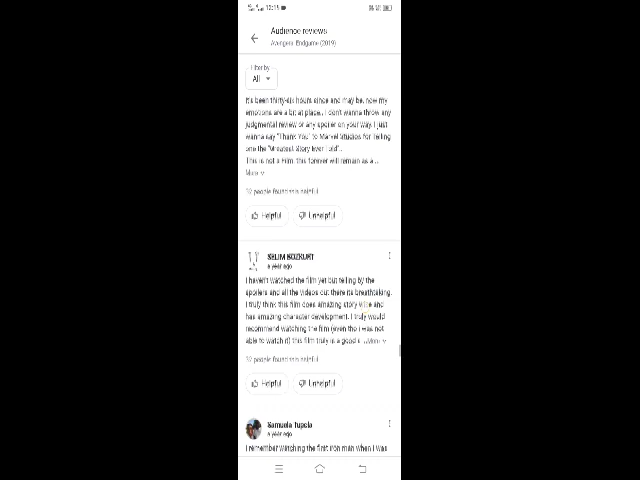 12:15
Audience reviews
Avengers: Endgame (2019)
Filter by
All
It's been thirty-six hours since and may be, now my
emotions are a bit at place.. I don't wanna throw any
judgmental review or any spoiler on your way. I just
wanna say "Thank You" to Marvel Studios for Telling
one the "Greatest Story Ever Told"..
This is not a Film, this forever will remain as a...
More
people found this helpful
Helpful
Unhelpful
SELIM BOZKURT
a year ago
I haven't watched the film yet but telling by the
spoilers and all the videos out there its breathtaking.
I truly think this film does amazing story wise and
has amazing character development. I truly would
recommend watching the film (even tho I was not
able to watch it) this film truly is a good e ...More
people found this helpful
Helpful
Unhelpful
Samuela Tupola
a year ago
I remember watching the first iron man when I was